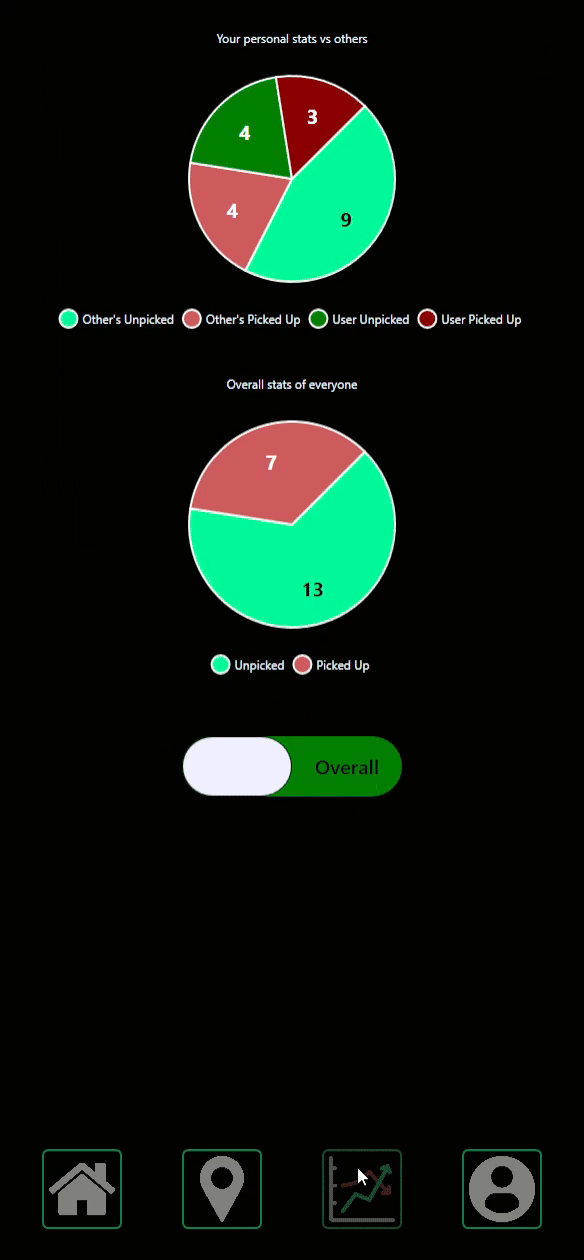 Your personal stats vs others
3
4
4
9
Other's Unpicked Other's Picked Up User Unpicked User Picked Up
Overall stats of everyone
7
13
Unpicked Picked Up
Overall